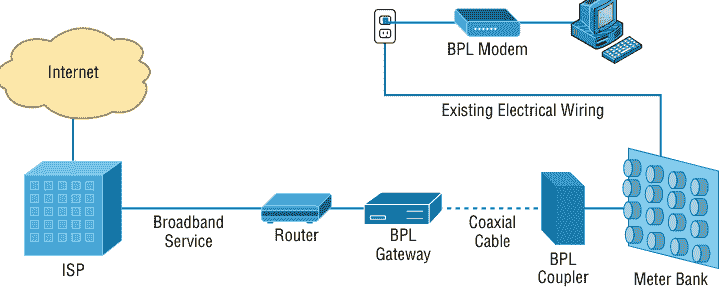 BPL Modem
Internet
Existing Electrical Wiring
Broadband
Service
Router
BPL
Gateway
Coaxial
Cable
BPL
Coupler
ISP
Meter Bank